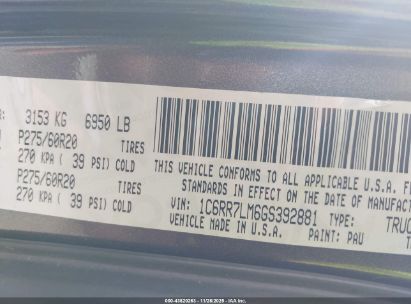 3153 KG 6950 LB
P275/60R20 TIRES
270 KPA ( 39 PSI) COLD
P275/60R20 TIRES
270 KPA ( 39 PSI) COLD
THIS VEHICLE CONFORMS TO ALL APPLICABLE U.S.A. F
STANDARDS IN EFFECT ON THE DATE OF MANUFACT
VIN: 1C6RR7LM6GS392881 TYPE: TRUC
VEHICLE MADE IN U.S.A. PAINT: PAU